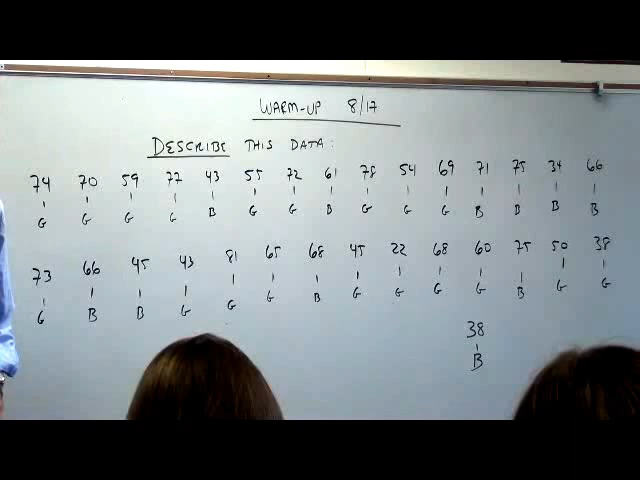 WARM-UP 8/17
DESCRIBE THIS DATA:
74 70 59 77 43 55 72 61 78 54 69 71 75 34 66
G G G G B G G B G G G B B B B
73 66 45 43 81 65 68 45 22 68 60 75 50 38
G B B G G G B G G G G B G G
38
B